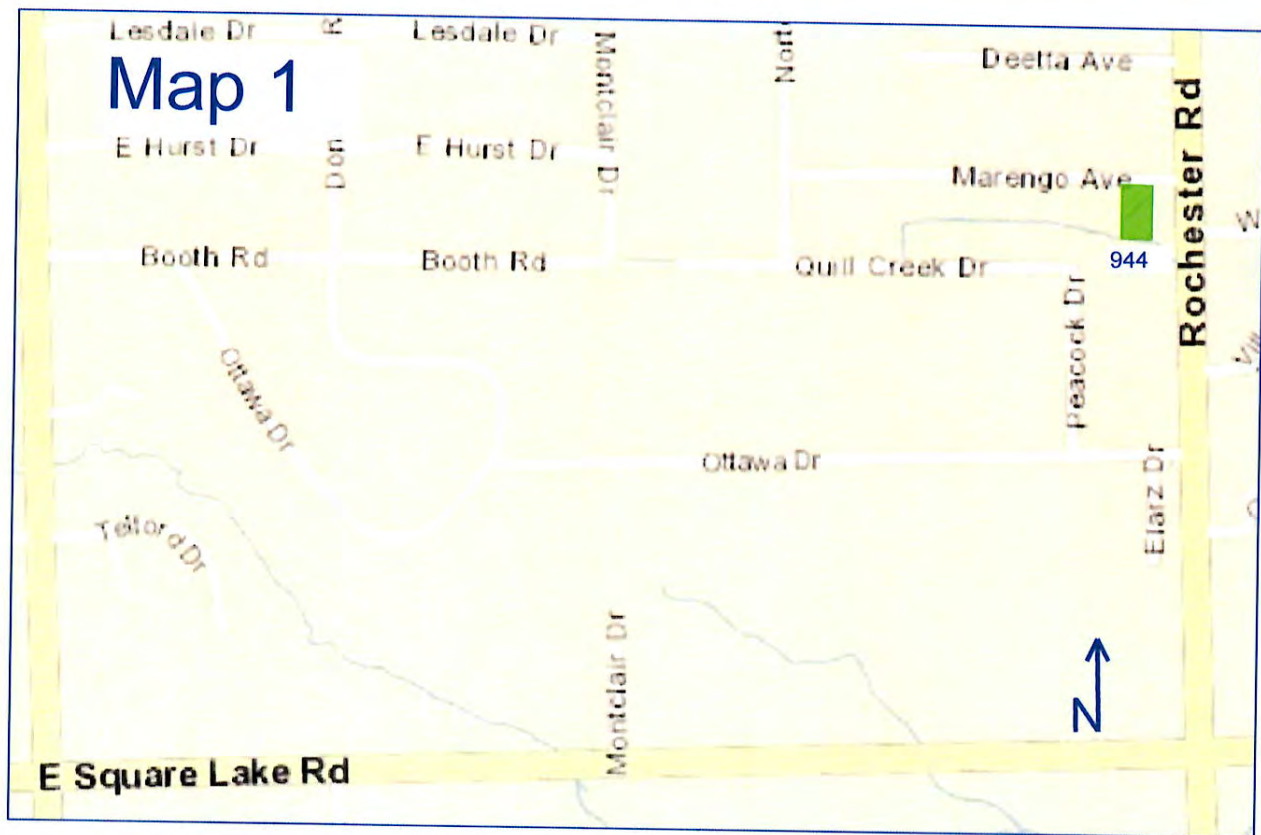 Lesdale Dr
R
Lesdale Dr
Map 1
Montclair Dr
Nort
Deetta Ave
E Hurst Dr
Don
E Hurst Dr
Marengo Ave
Rochester Rd
W
Booth Rd
Booth Rd
Quill Creek Dr
944
Peacock Dr
Vill
Ottawa Dr
Ottawa Dr
Elarz Dr
Telford Dr
Montclair Dr
N
E Square Lake Rd